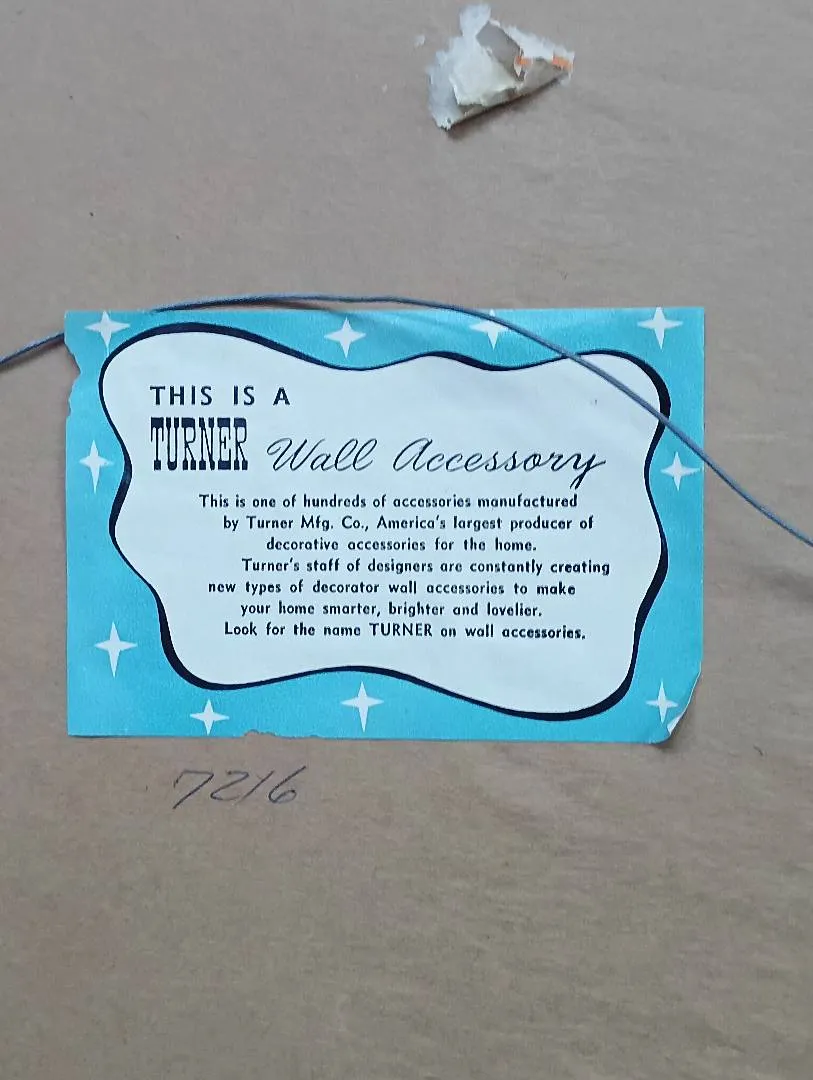 THIS IS A
TURNER Wall Accessory
This is one of hundreds of accessories manufactured
by Turner Mfg. Co., America's largest producer of
decorative accessories for the home.
Turner's staff of designers are constantly creating
new types of decorator wall accessories to make
your home smarter, brighter and lovelier.
Look for the name TURNER on wall accessories.
7216